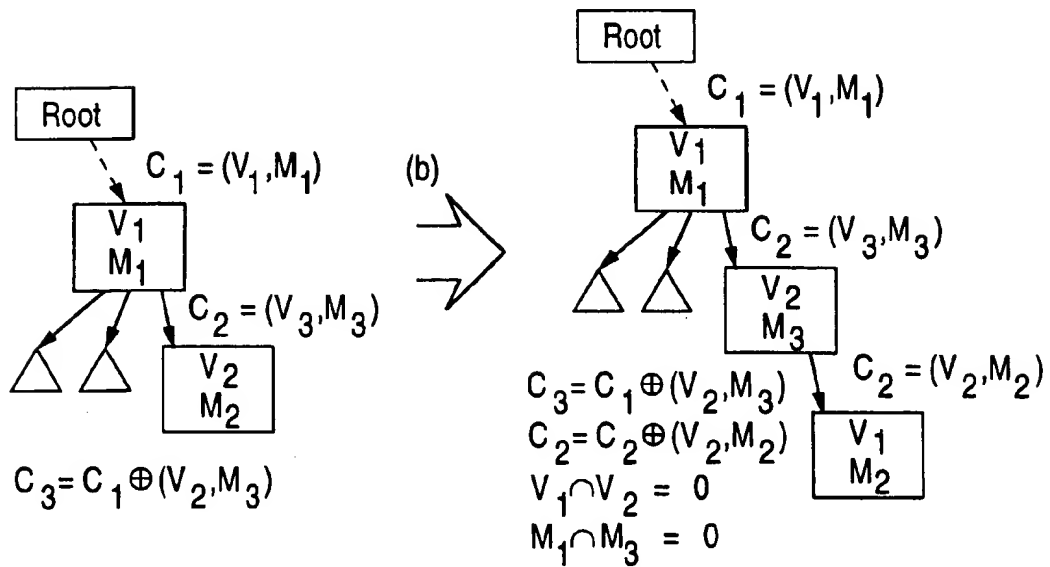 Root
C1 = (V1,M1)
V1
M1
C2 = (V3,M3)
V2
M2
C3= C1⊕(V2,M3)
(b)
Root
C1 = (V1,M1)
V1
M1
C2 = (V3,M3)
V2
M3
C2 = (V2,M2)
V1
M2
C3= C1⊕(V2,M3)
C2= C2⊕(V2,M2)
V1∩V2 = 0
M1∩M3 = 0